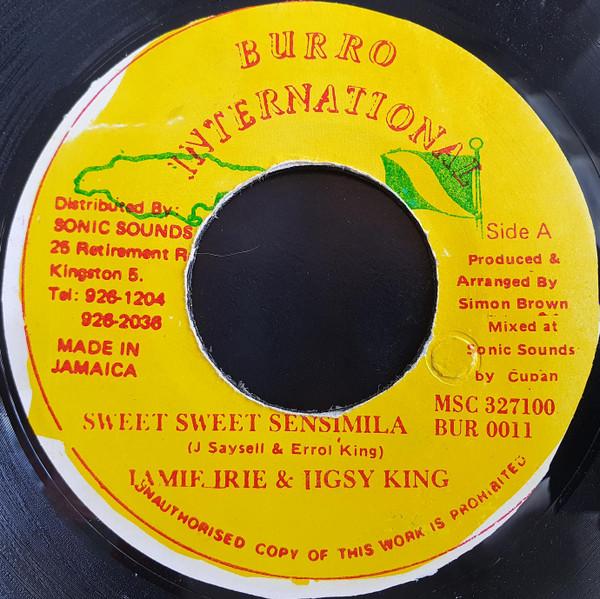 BURRO
INTERNATIONAL
Distributed By:
SONIC SOUNDS
25 Retirement R
Kingston 5.
Tel: 926-1204
926-2036
MADE IN
JAMAICA
Side A
Produced &
Arranged By
Simon Brown
Mixed at
Sonic Sounds
by Cuban
MSC 327100
BUR 0011
SWEET SWEET SENSIMILA
(J Saysell & Errol King)
JAMIE IRIE & JIGSY KING
UNAUTHORISED COPY OF THIS WORK IS PROHIBITED